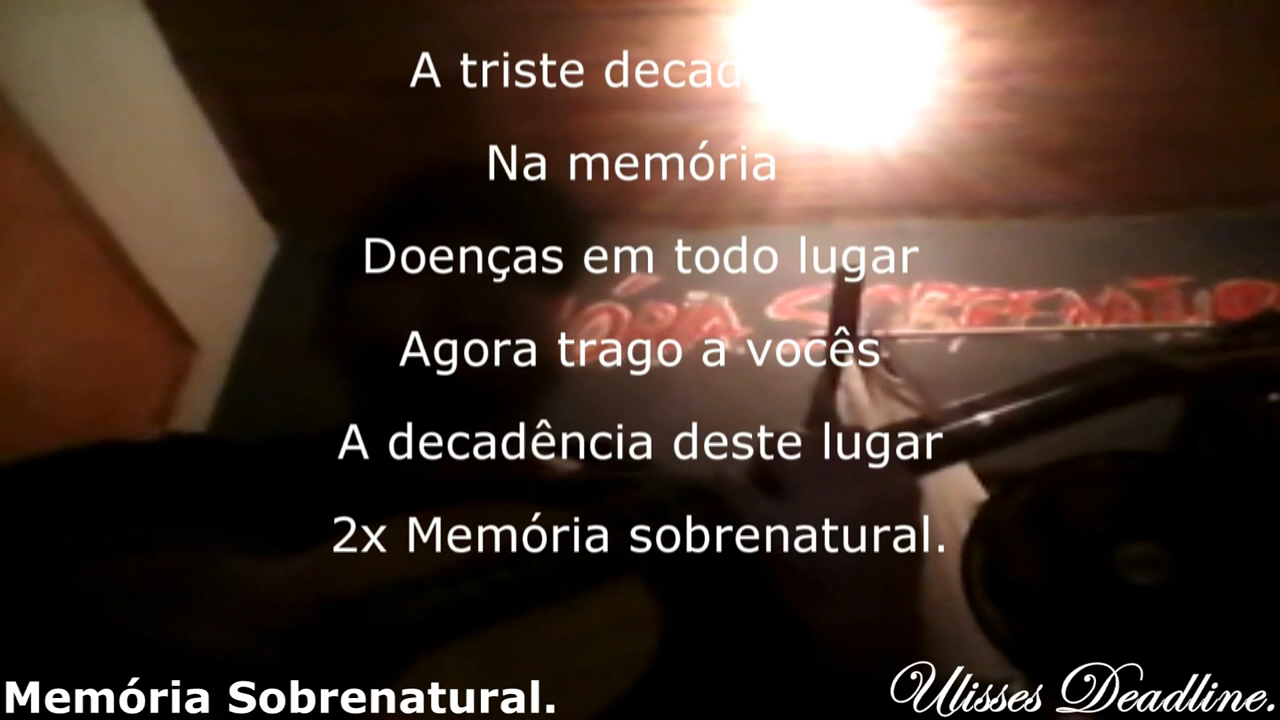 A triste
Na memória
Doenças em todo lugar
Agora trago a vocês
A decadência deste lugar
2x Memória sobrenatural.
Memória Sobrenatural.
Ulisses Deadline.